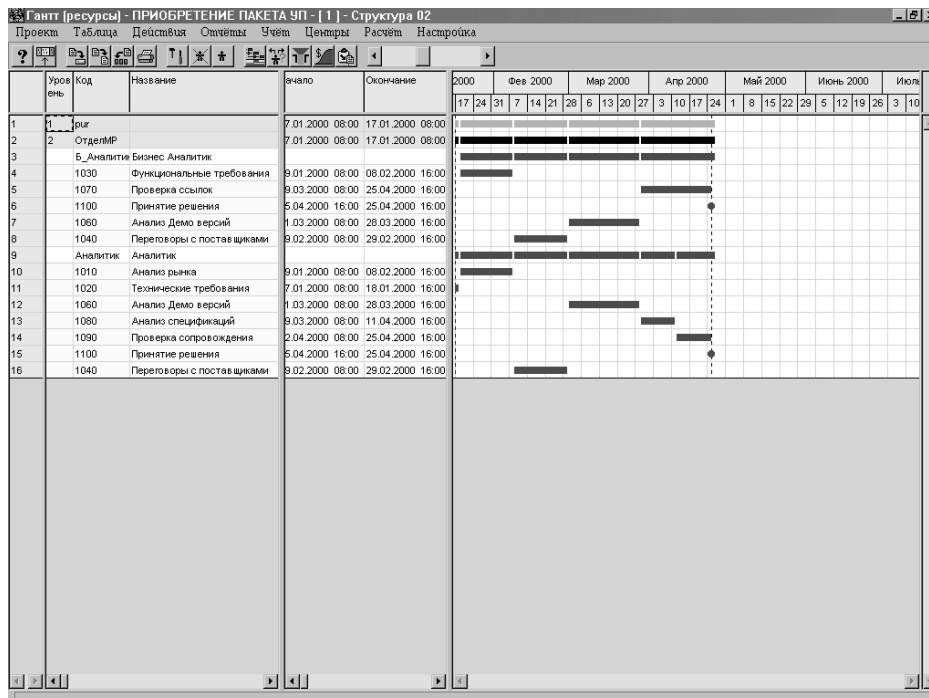 Гантт (ресурсы) - ПРИОБРЕТЕНИЕ ПАКЕТА УП - [ 1 ] - Структура 02
Проект Таблица Действия Отчёты Учёт Центры Расчёт Настройка
Уровень Код Название ачало Окончание 2000 Фев 2000 Мар 2000 Апр 2000 Май 2000 Июнь 2000 Июль
17 24 31 7 14 21 28 6 13 20 27 3 10 17 24 1 8 15 22 29 5 12 19 26 3 10
1 1 pur 7.01.2000 08:00 17.01.2000 08:00
2 2 ОтделМР 7.01.2000 08:00 17.01.2000 08:00
3 Б_Аналити Бизнес Аналитик
4 1030 Функциональные требования 9.01.2000 08:00 08.02.2000 16:00
5 1070 Проверка ссылок 9.03.2000 08:00 25.04.2000 16:00
6 1100 Принятие решения 5.04.2000 16:00 25.04.2000 16:00
7 1060 Анализ Демо версий 1.03.2000 08:00 28.03.2000 16:00
8 1040 Переговоры с поставщиками 9.02.2000 08:00 29.02.2000 16:00
9 Аналитик Аналитик
10 1010 Анализ рынка 9.01.2000 08:00 08.02.2000 16:00
11 1020 Технические требования 7.01.2000 08:00 18.01.2000 16:00
12 1060 Анализ Демо версий 1.03.2000 08:00 28.03.2000 16:00
13 1080 Анализ спецификаций 9.03.2000 08:00 11.04.2000 16:00
14 1090 Проверка сопровождения 2.04.2000 08:00 25.04.2000 16:00
15 1100 Принятие решения 5.04.2000 16:00 25.04.2000 16:00
16 1040 Переговоры с поставщиками 9.02.2000 08:00 29.02.2000 16:00